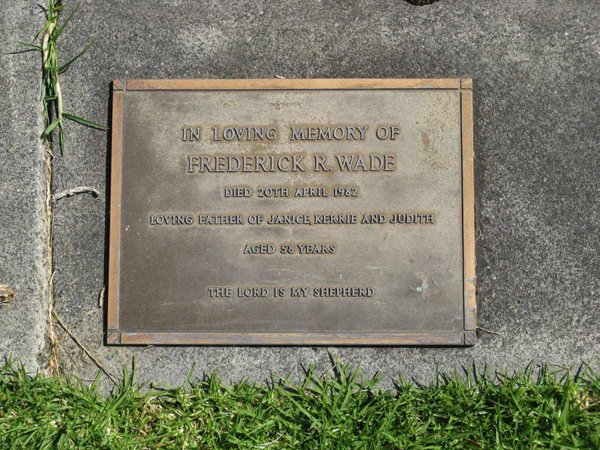 IN LOVING MEMORY OF
FREDERICK R. WADE
DIED 20TH APRIL 1982
LOVING FATHER OF JANICE, KERRIE AND JUDITH
AGED 58 YEARS
THE LORD IS MY SHEPHERD